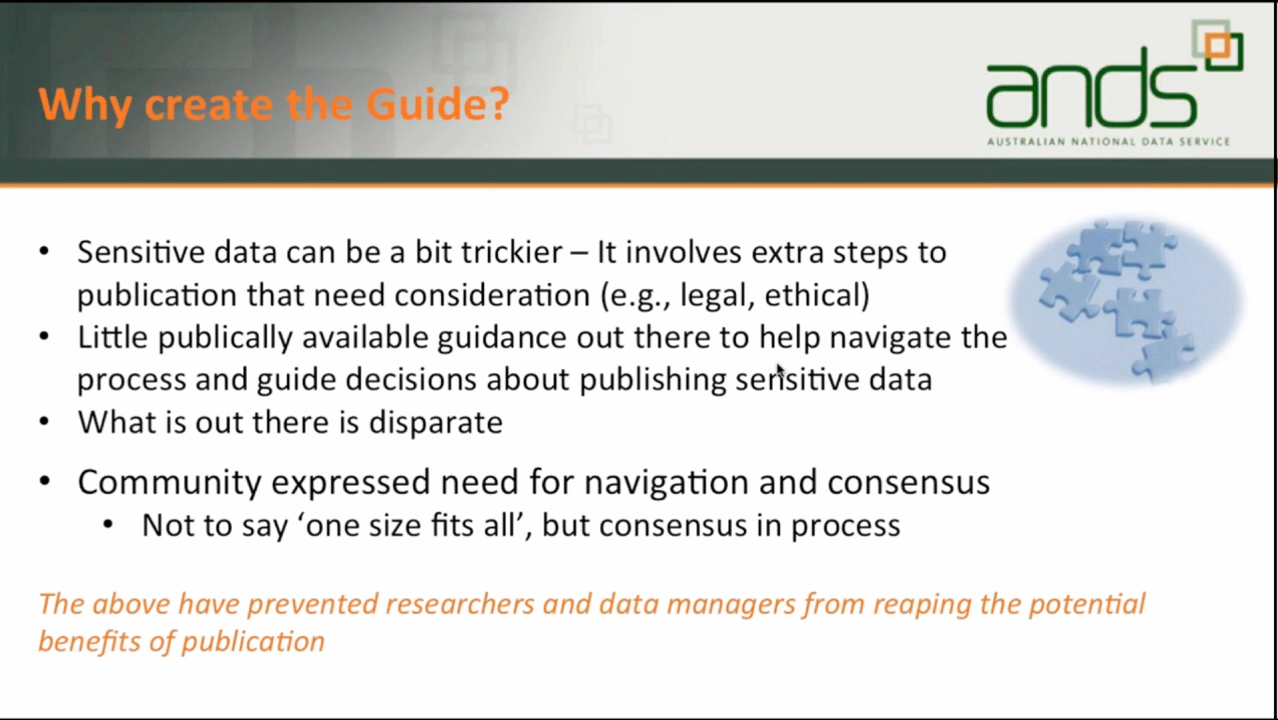 Why create the Guide?
ands
AUSTRALIAN NATIONAL DATA SERVICE
• Sensitive data can be a bit trickier – It involves extra steps to
publication that need consideration (e.g., legal, ethical)
• Little publically available guidance out there to help navigate the
process and guide decisions about publishing sensitive data
• What is out there is disparate
• Community expressed need for navigation and consensus
• Not to say ‘one size fits all’, but consensus in process
The above have prevented researchers and data managers from reaping the potential
benefits of publication